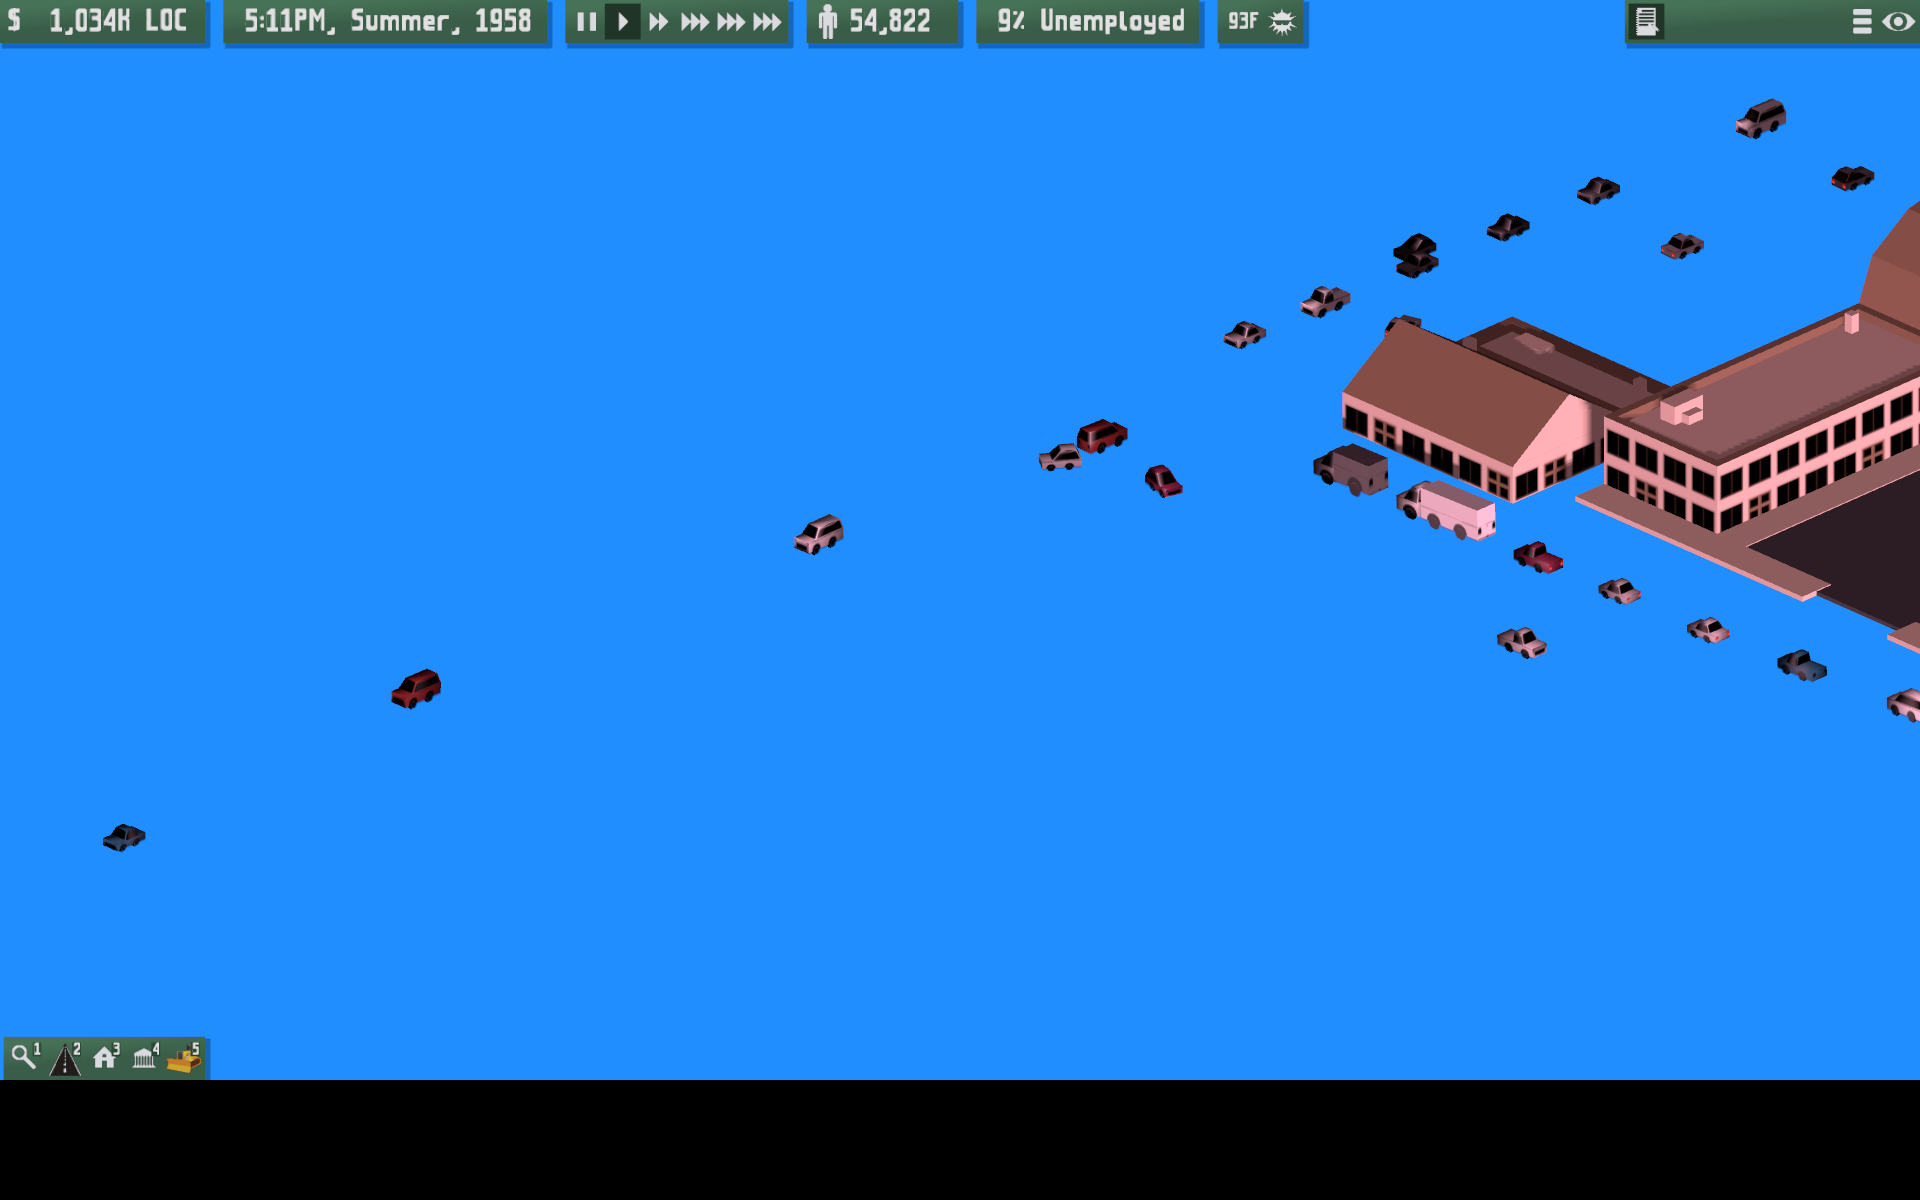 $ 1,034K LOC
5:11PM, Summer, 1958
54,822
9% Unemployed
93F
1 2 3 4 5